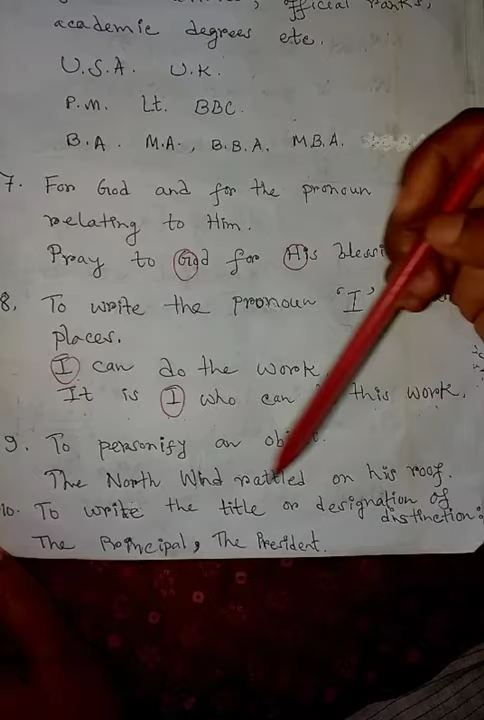 official ranks,
academic degrees etc.
U.S.A. U.K.
P.M. Lt. BBC.
B.A. M.A., B.B.A. M.B.A.
7. For God and for the pronoun
relating to Him.
Pray to God for His
8. To write the pronoun 'I'
places.
I can do the work.
It is I who can this work.
9. To personify an
The North Wind rattled on his roof.
10. To write the title or designation of
distinction:
The Principal, The President.